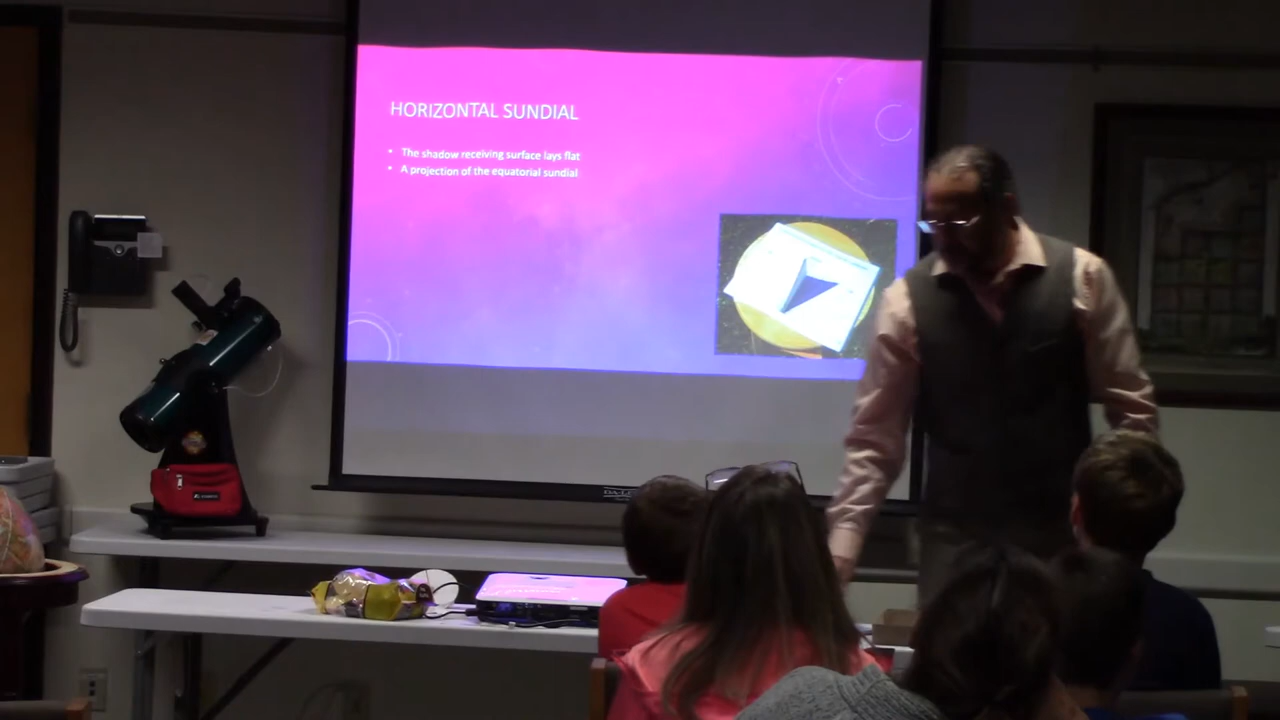 HORIZONTAL SUNDIAL
• The shadow receiving surface lays flat
• A projection of the equatorial sundial